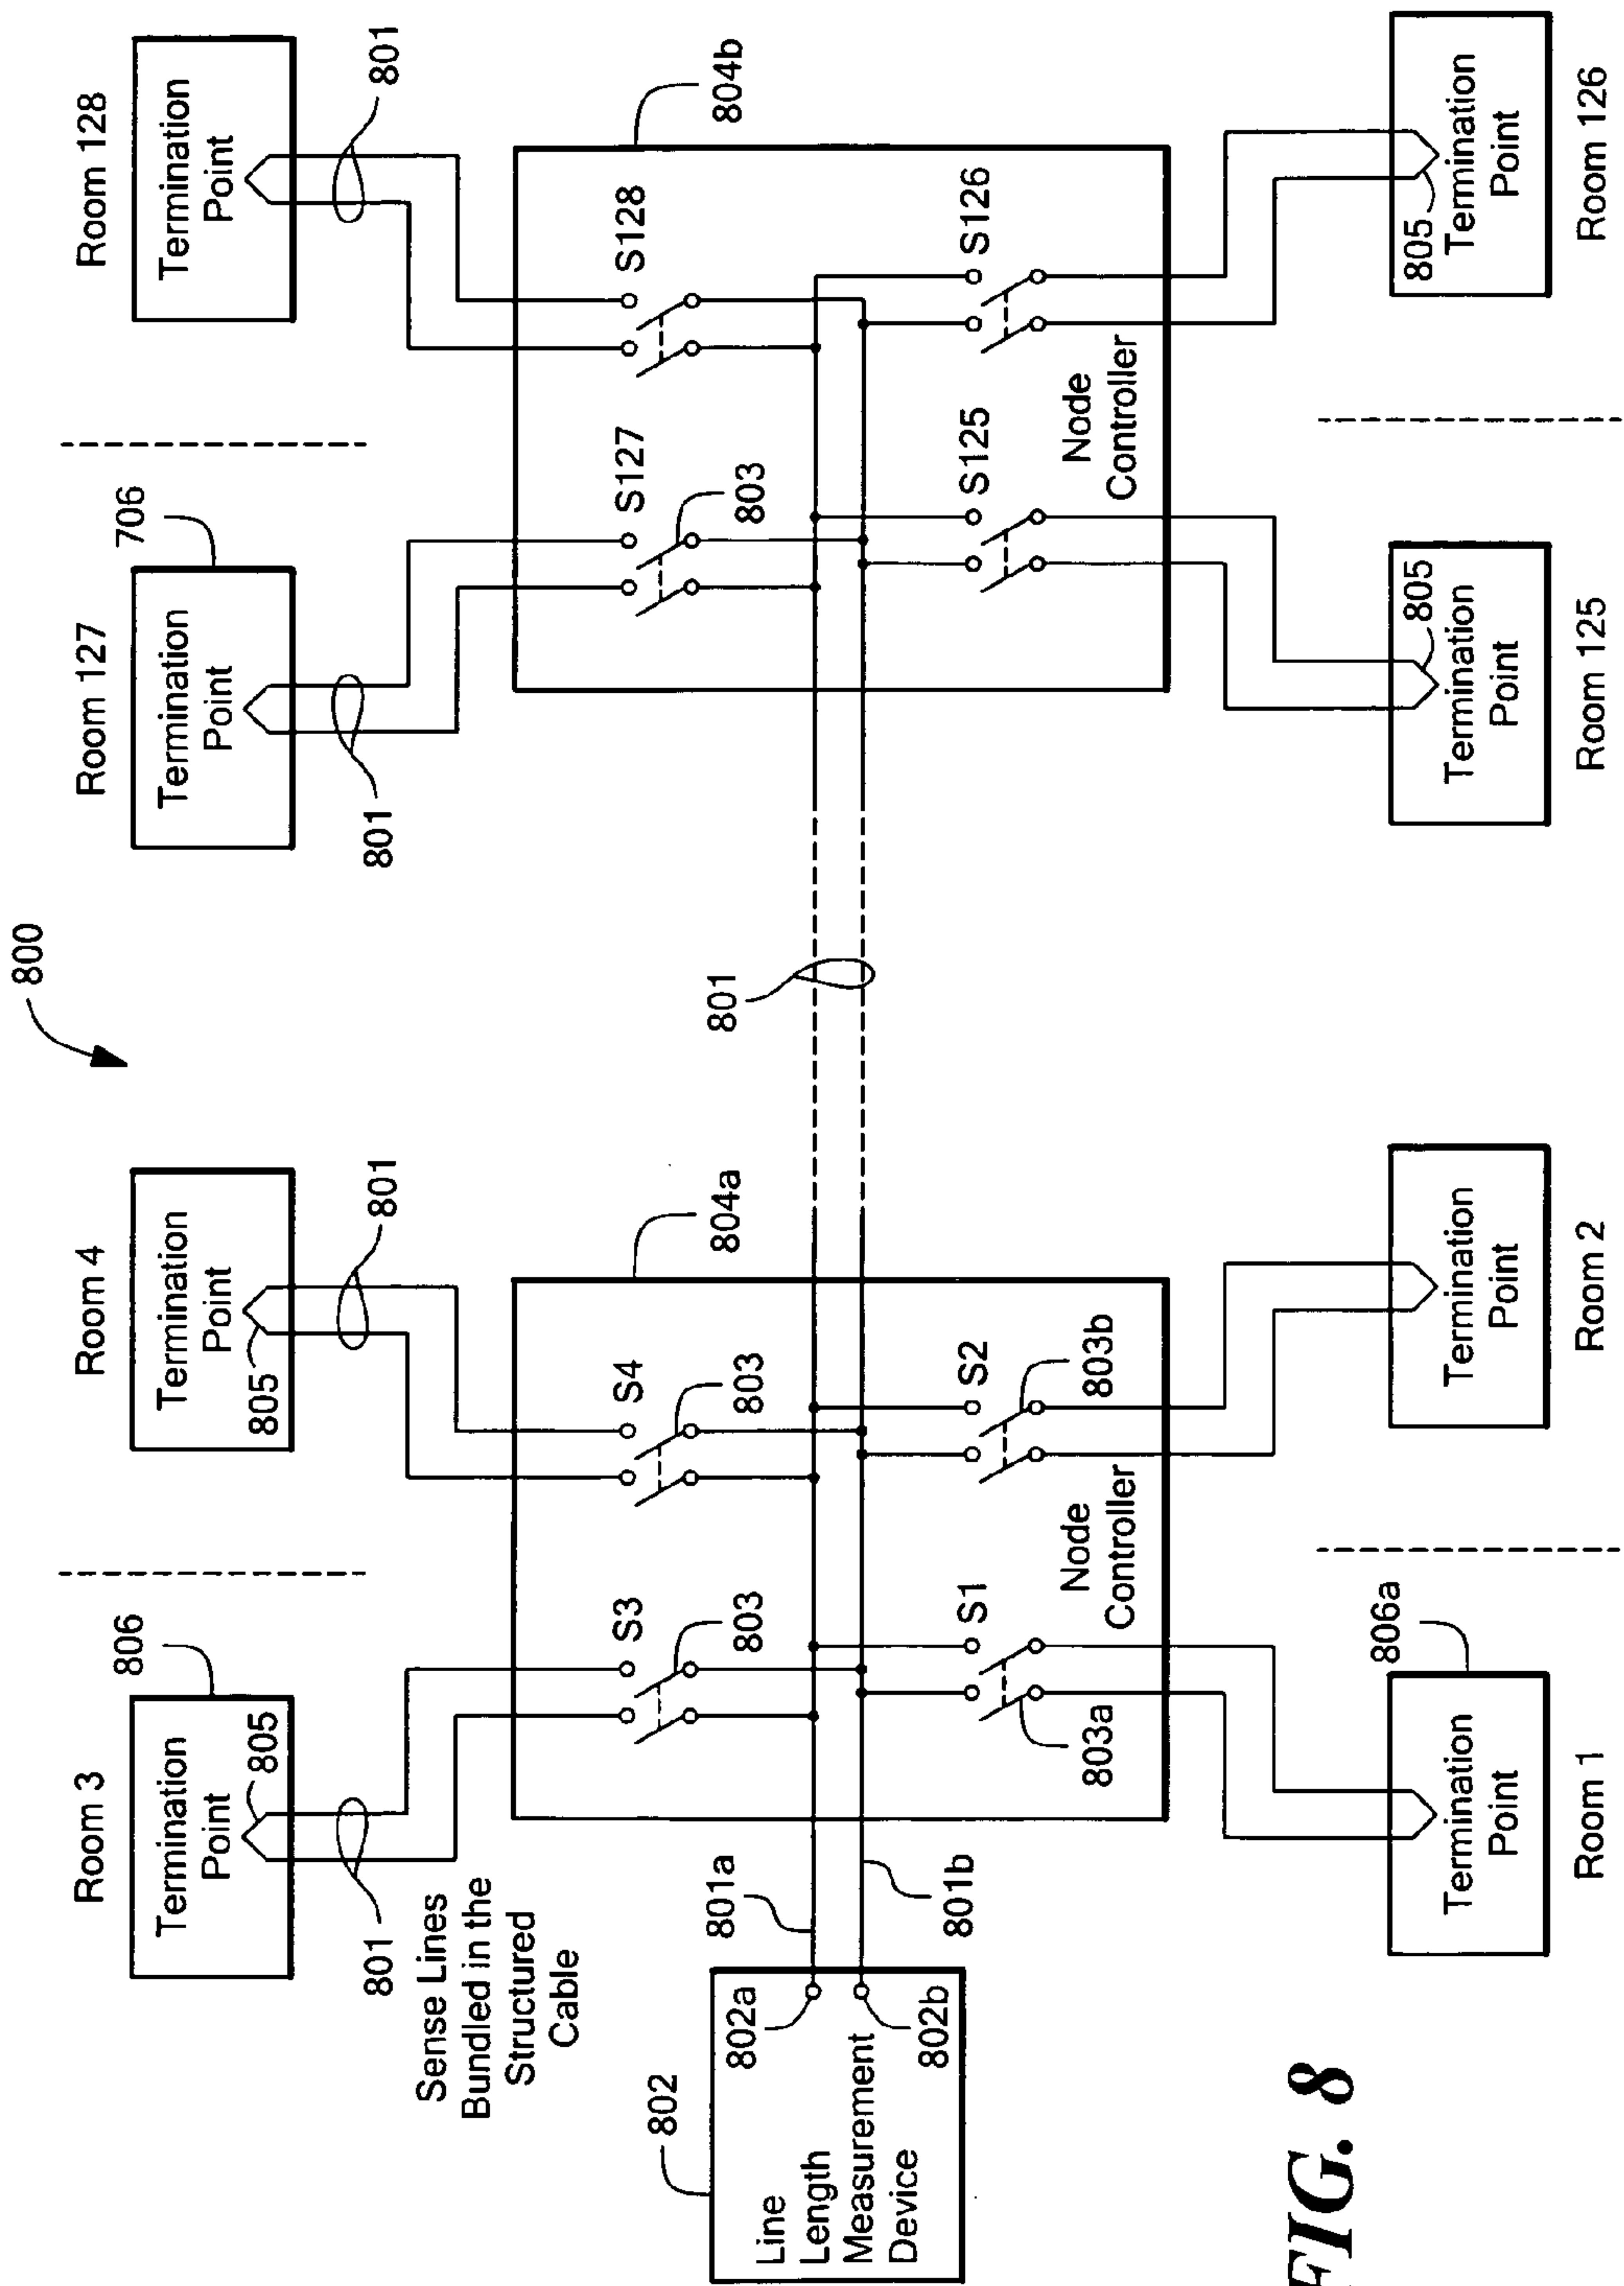 800
Room 3
Room 4
Room 127
Room 128
806
706
Termination
Point
805
Termination
Point
805
Termination
Point
Termination
Point
801
801
801
801
Sense Lines
Bundled in the
Structured
Cable
804a
804b
S3
S4
S127
S128
803
803
803
801
802
801a
802a
Line
Length
Measurement
Device
802b
801b
S1
S2
S125
S126
803a
803b
Node
Controller
Node
Controller
806a
Termination
Point
Termination
Point
805
Termination
Point
805
Termination
Point
Room 1
Room 2
Room 125
Room 126
FIG. 8